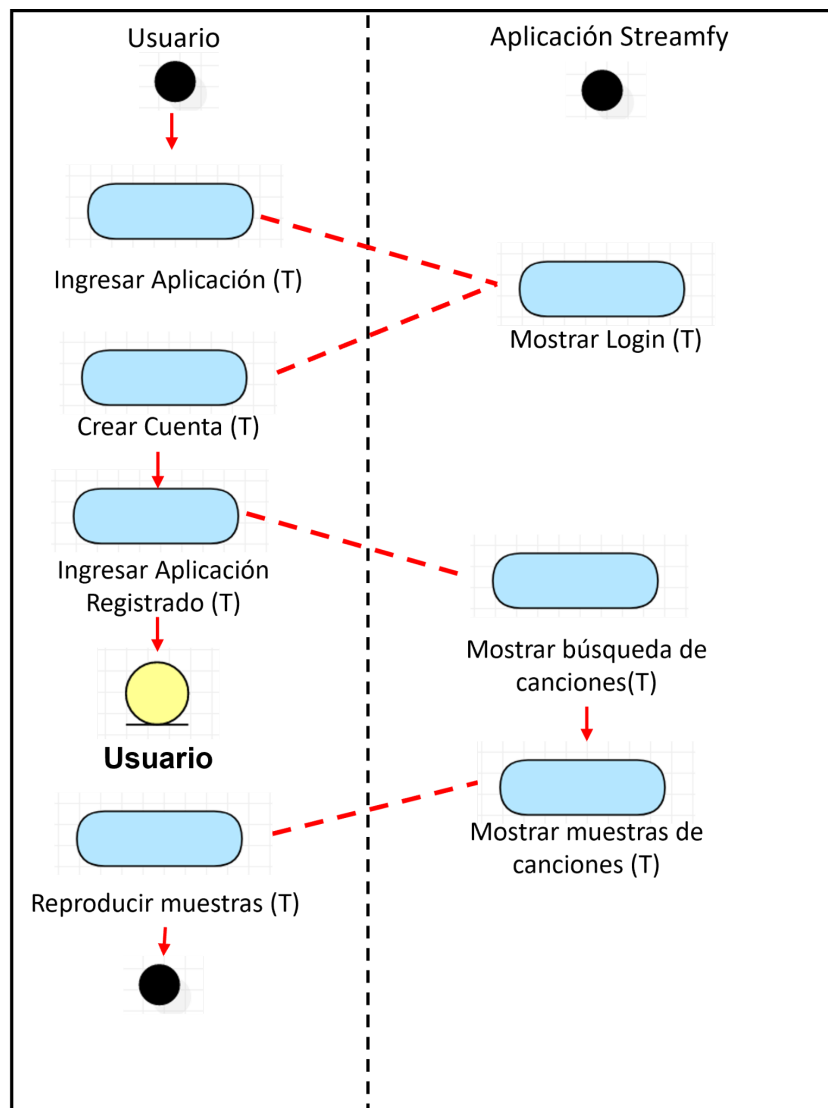 Usuario
Aplicación Streamfy
Ingresar Aplicación (T)
Mostrar Login (T)
Crear Cuenta (T)
Ingresar Aplicación
Registrado (T)
Mostrar búsqueda de
canciones(T)
Usuario
Mostrar muestras de
canciones (T)
Reproducir muestras (T)